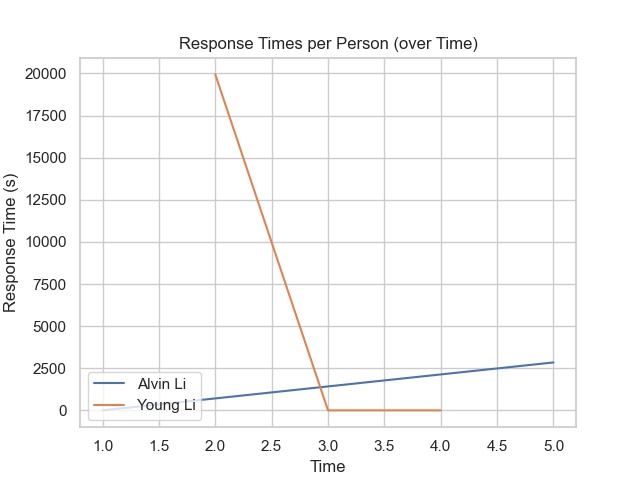 Response Times per Person (over Time)
Response Time (s)
20000
17500
15000
12500
10000
7500
5000
2500
0
Alvin Li
Young Li
1.0 1.5 2.0 2.5 3.0 3.5 4.0 4.5 5.0
Time